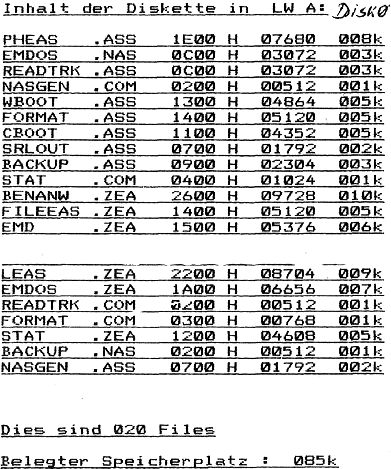 Inhalt der Diskette in LW A: Disk0
PHEAS .ASS 1E00 H 07680 008k
EMDOS .NAS 0C00 H 03072 003k
READTRK .ASS 0C00 H 03072 003k
NASGEN .COM 0200 H 00512 001k
WBOOT .ASS 1300 H 04864 005k
FORMAT .ASS 1400 H 05120 005k
CBOOT .ASS 1100 H 04352 005k
SRLOUT .ASS 0700 H 01792 002k
BACKUP .ASS 0900 H 02304 003k
STAT .COM 0400 H 01024 001k
BENANW .ZEA 2600 H 09728 010k
FILEEAS .ZEA 1400 H 05120 005k
EMD .ZEA 1500 H 05376 006k
LEAS .ZEA 2200 H 08704 009k
EMDOS .ZEA 1A00 H 06656 007k
READTRK .COM 0200 H 00512 001k
FORMAT .COM 0300 H 00768 001k
STAT .ZEA 1200 H 04608 005k
BACKUP .NAS 0200 H 00512 001k
NASGEN .ASS 0700 H 01792 002k
Dies sind 020 Files
Belegter Speicherplatz : 085k